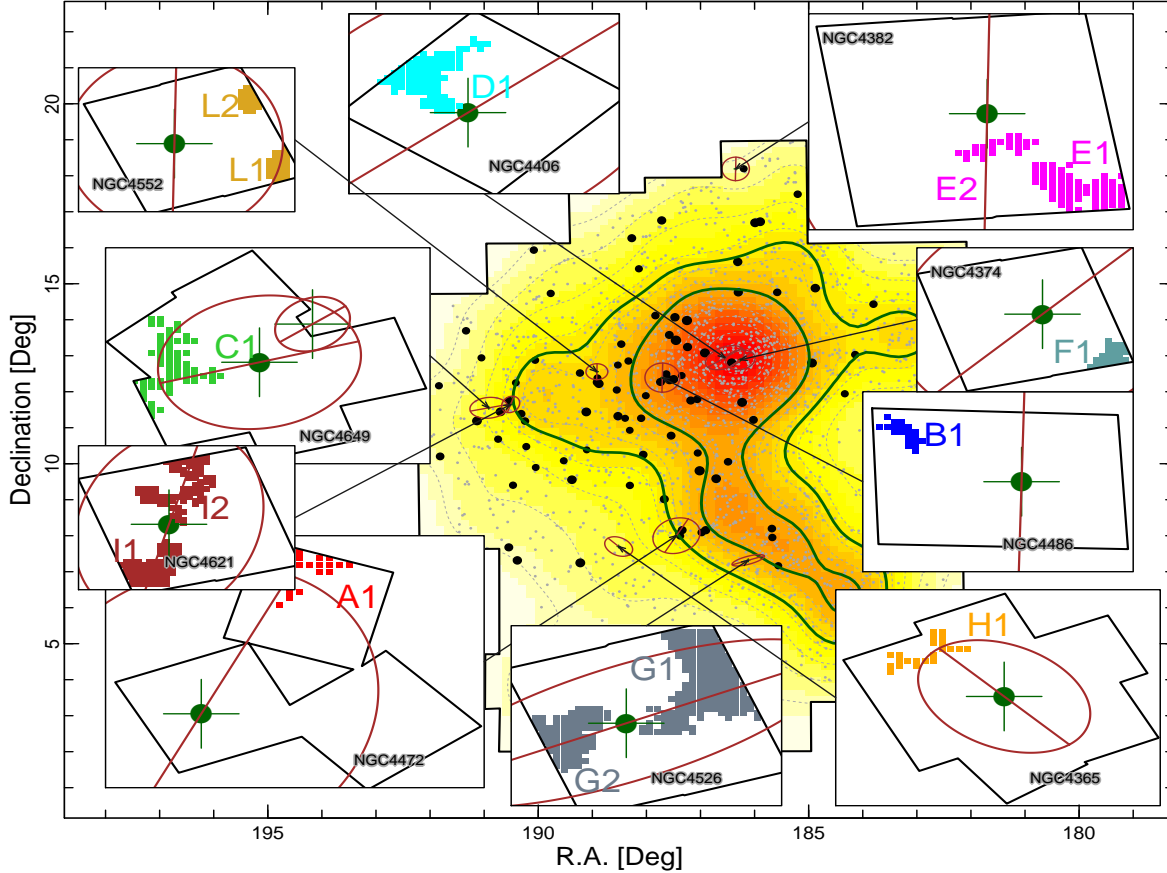 NGC4382
E1
E2
D1
NGC4406
L2
L1
NGC4552
20
NGC4374
F1
15
C1
NGC4649
B1
NGC4486
Declination [Deg]
10
I2
I1
NGC4621
A1
NGC4472
H1
NGC4365
G1
G2
NGC4526
5
195
190
185
180
R.A. [Deg]